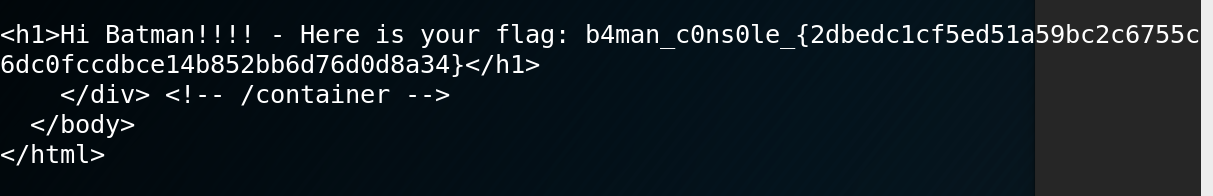 <h1>Hi Batman!!!! - Here is your flag: b4man_c0ns0le_{2dbedc1cf5ed51a59bc2c6755c
6dc0fccdbce14b852bb6d76d0d8a34}</h1>
    </div> <!-- /container -->
  </body>
</html>